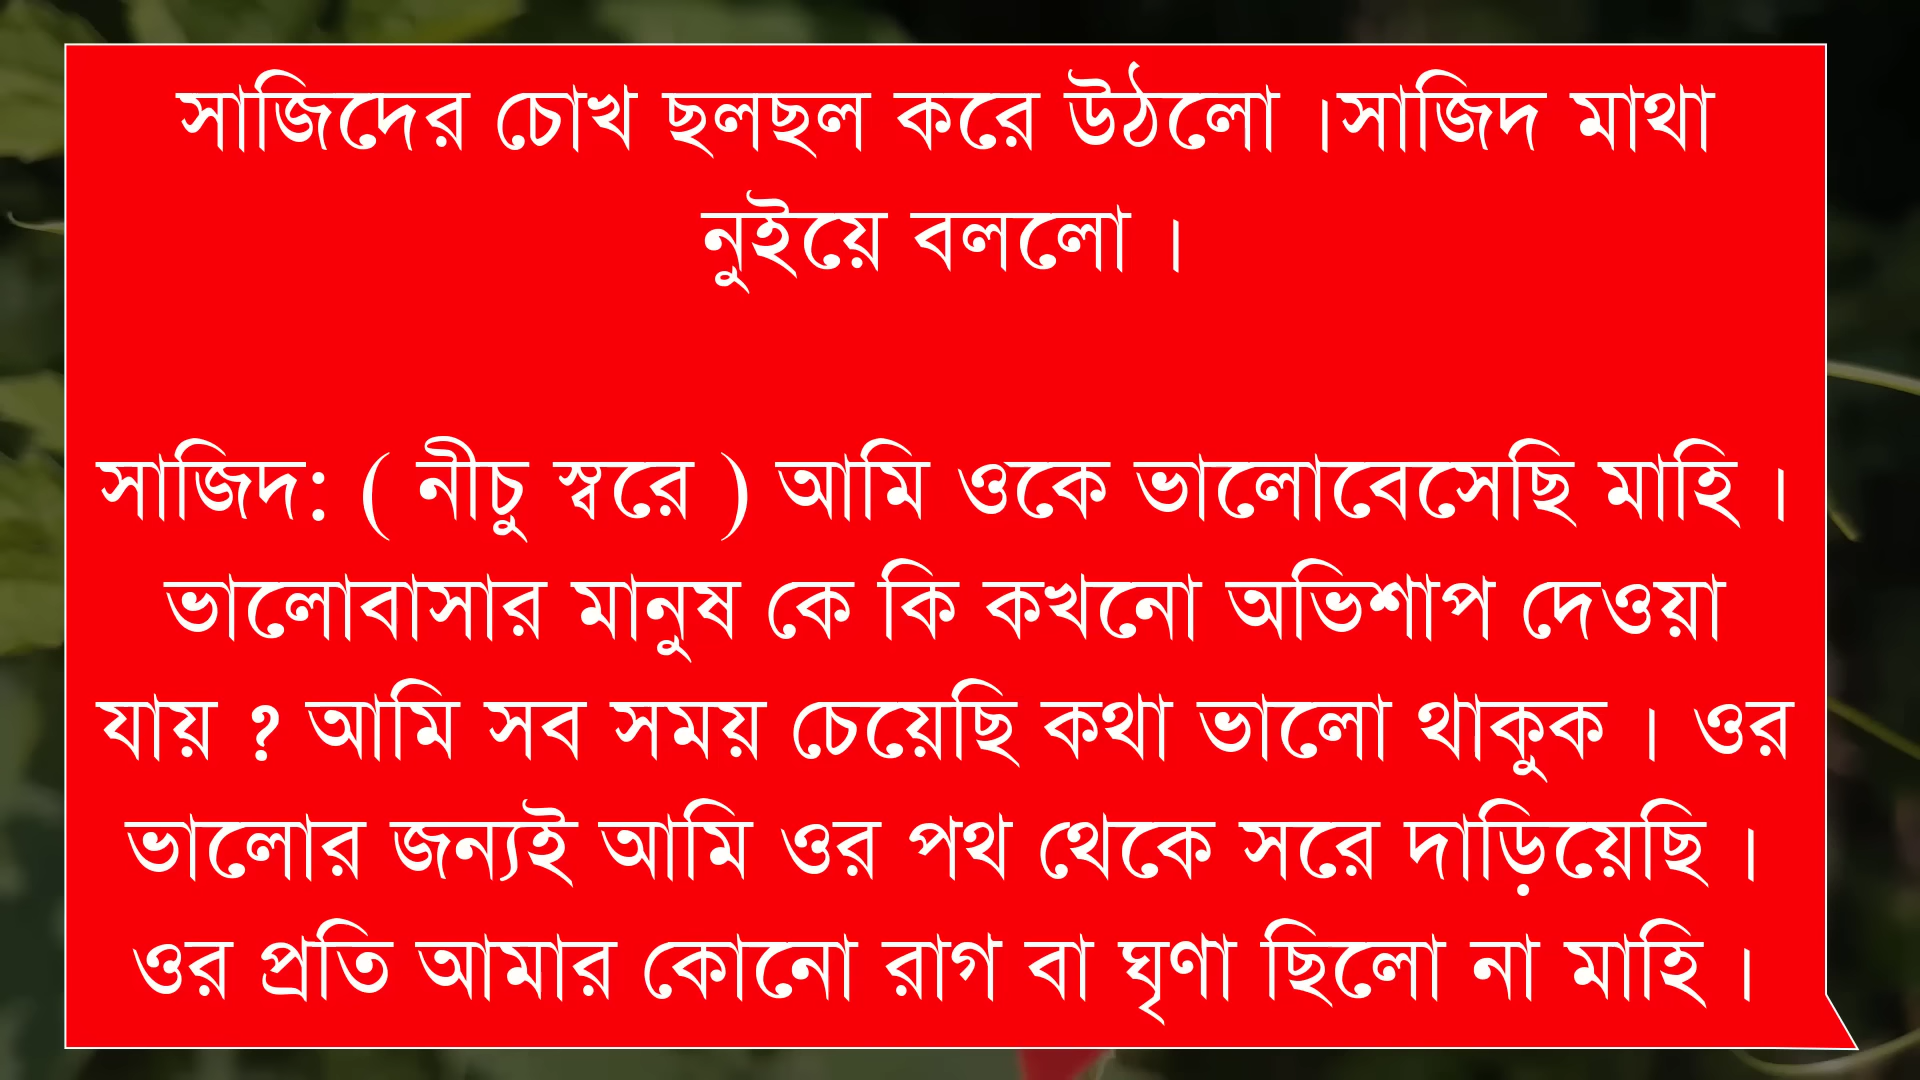 সাজিদের চোখ ছলছল করে উঠলো ।সাজিদ মাথা
নুইয়ে বললো ।
সাজিদ: ( নীচু স্বরে ) আমি ওকে ভালোবেসেছি মাহি ।
ভালোবাসার মানুষ কে কি কখনো অভিশাপ দেওয়া
যায় ? আমি সব সময় চেয়েছি কথা ভালো থাকুক । ওর
ভালোর জন্যই আমি ওর পথ থেকে সরে দাড়িয়েছি ।
ওর প্রতি আমার কোনো রাগ বা ঘৃণা ছিলো না মাহি ।